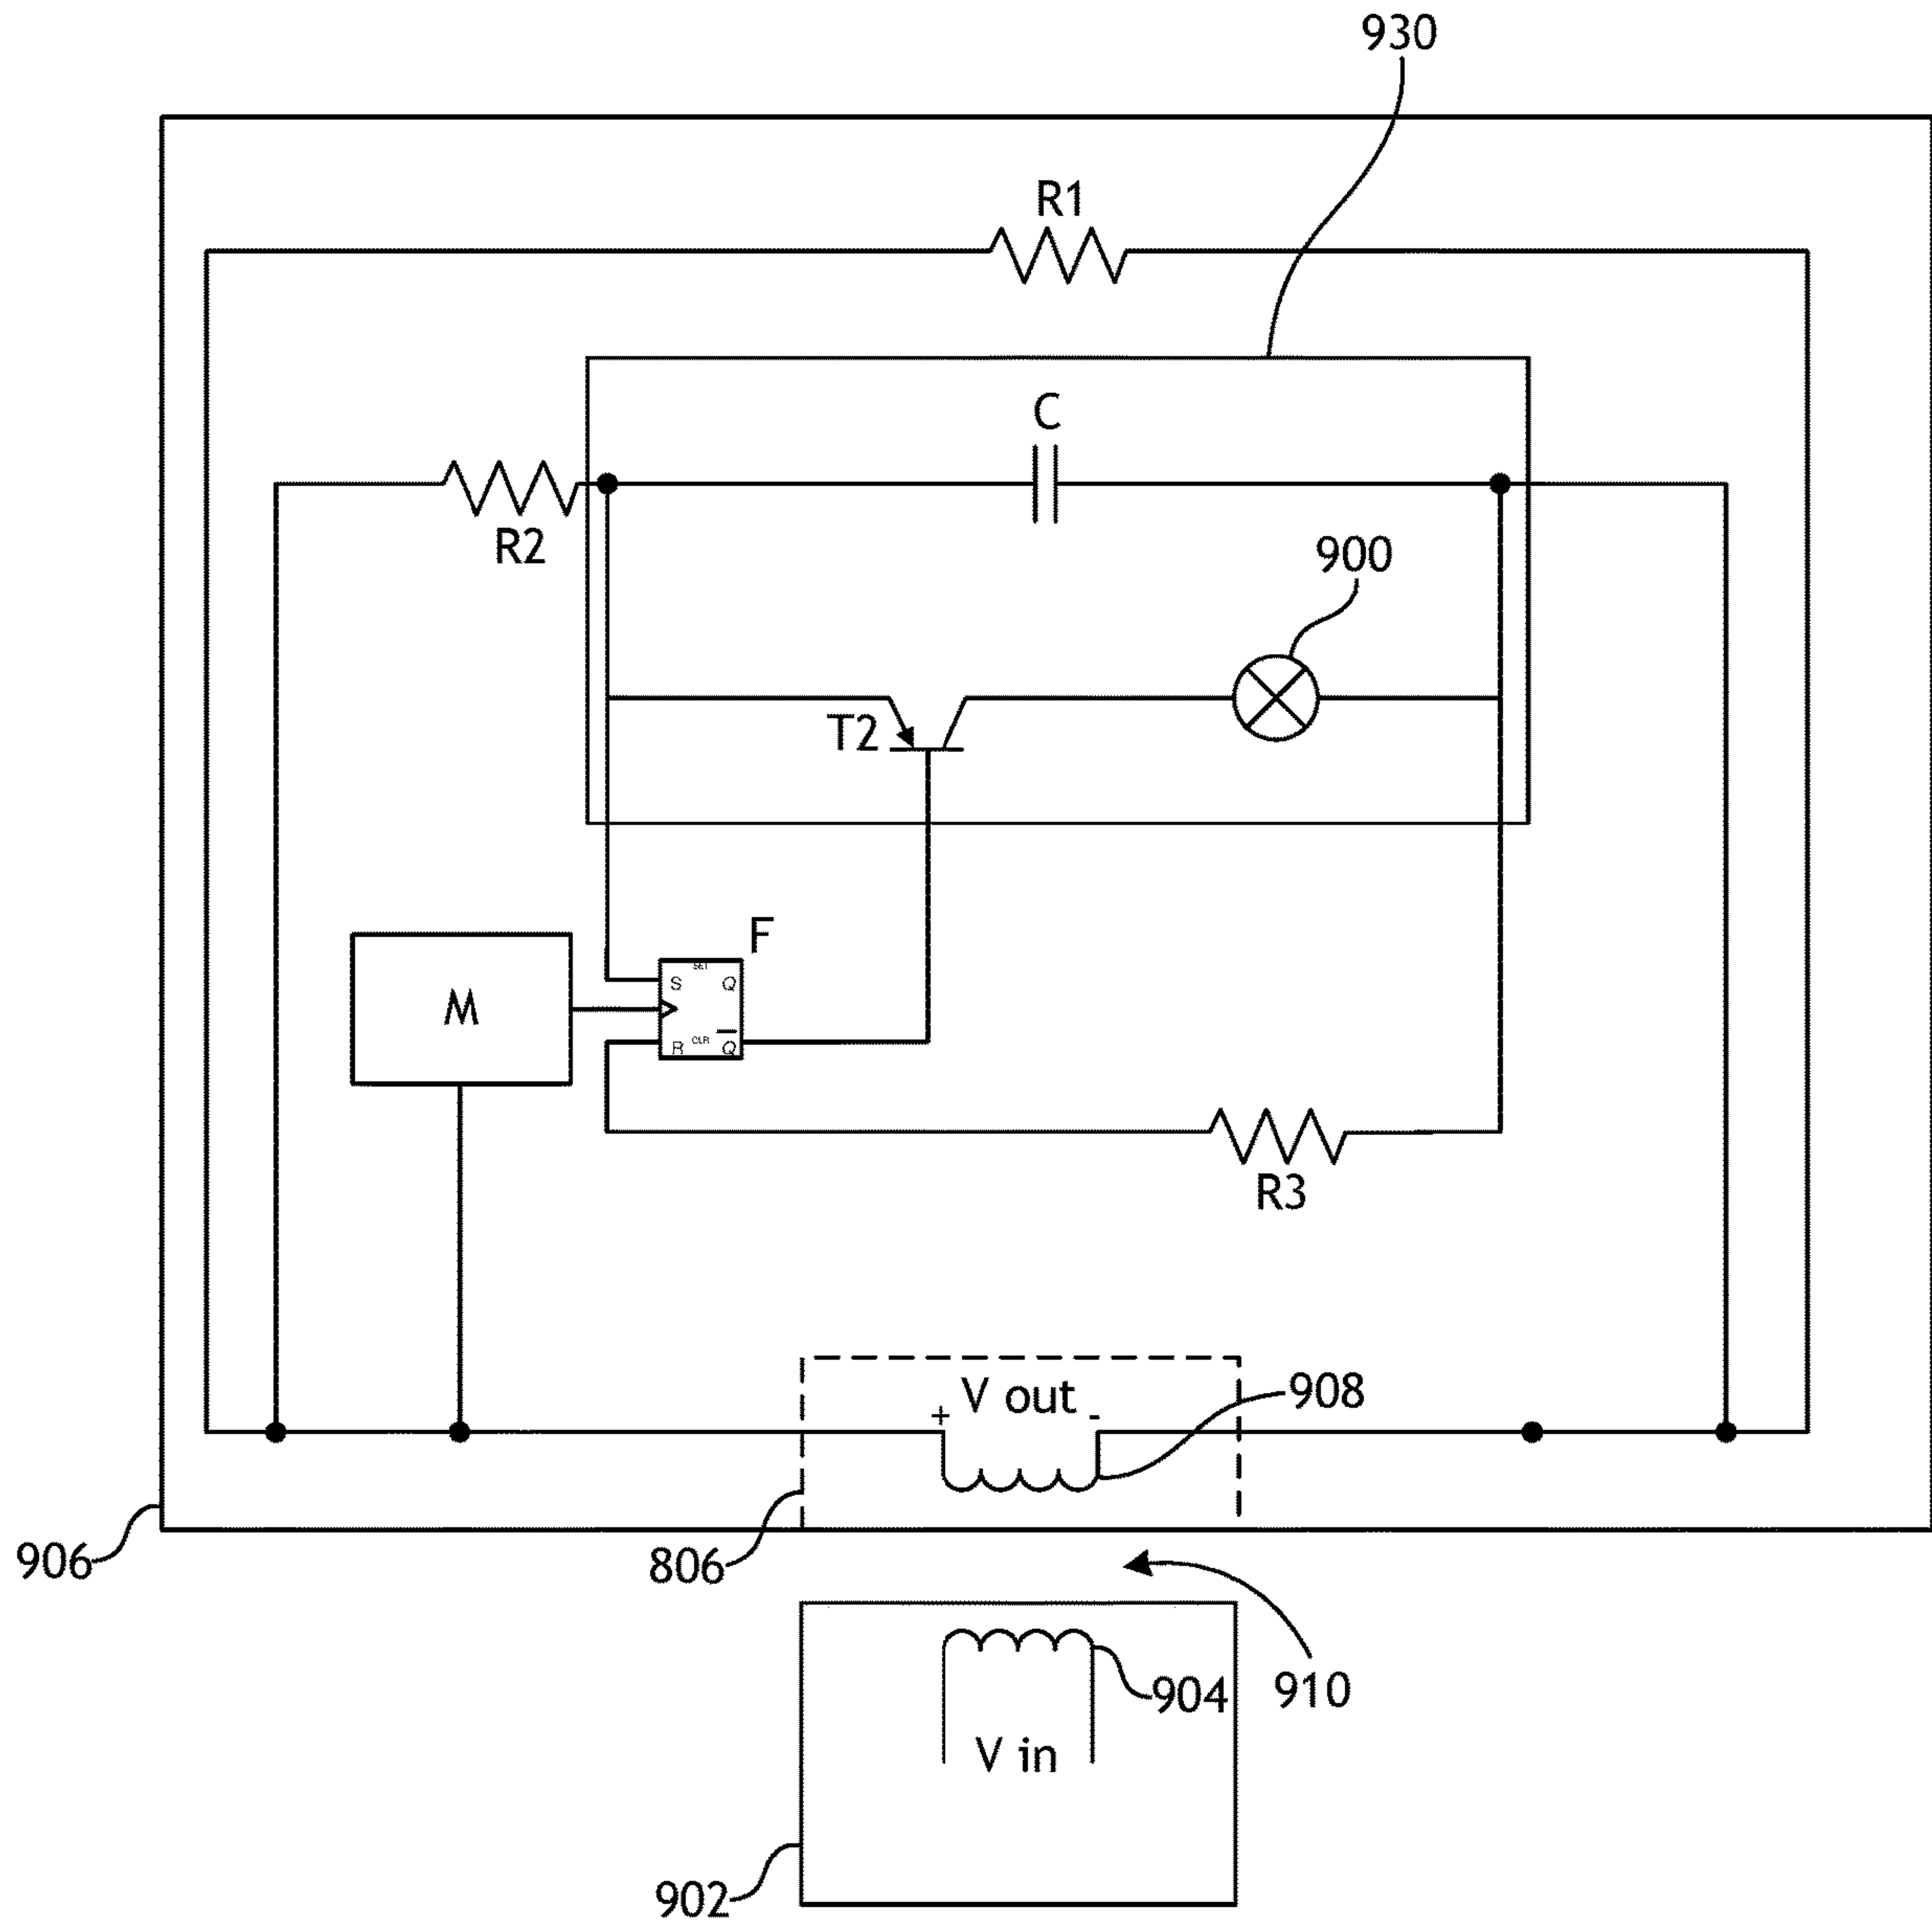 930
R1
C
R2
900
T2
F
SET
S Q
M
R CLR Q̅
R3
V out
+ -
908
906
806
904
910
V in
902